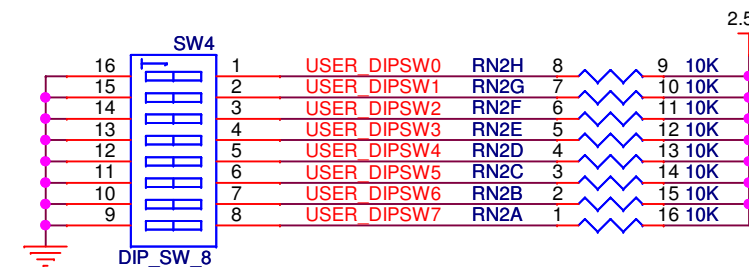 2.5
SW4
16 1 USER_DIPSW0 RN2H 8 9 10K
15 2 USER_DIPSW1 RN2G 7 10 10K
14 3 USER_DIPSW2 RN2F 6 11 10K
13 4 USER_DIPSW3 RN2E 5 12 10K
12 5 USER_DIPSW4 RN2D 4 13 10K
11 6 USER_DIPSW5 RN2C 3 14 10K
10 7 USER_DIPSW6 RN2B 2 15 10K
9 8 USER_DIPSW7 RN2A 1 16 10K
DIP_SW_8